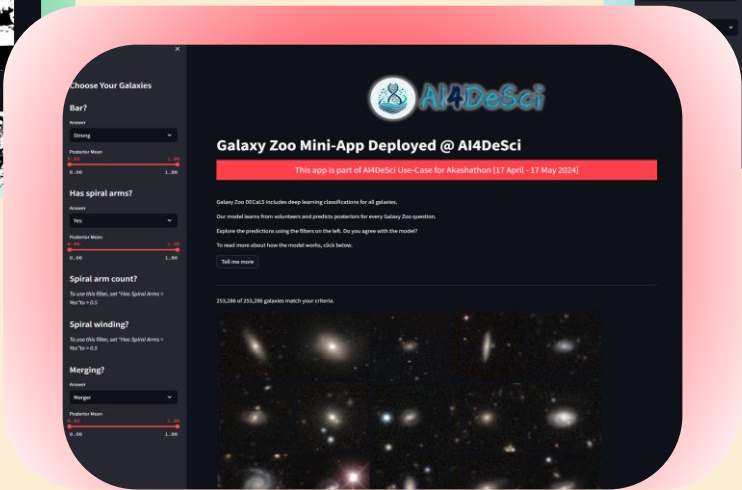 Choose Your Galaxies
Bar?
Answer
Strong
Posterior Mean
0.00 1.00
0.00 1.00
Has spiral arms?
Answer
Yes
Posterior Mean
0.00 1.00
0.00 1.00
Spiral arm count?
To use this filter, set "Has Spiral Arms =
Yes"to > 0.5
Spiral winding?
To use this filter, set "Has Spiral Arms =
Yes"to > 0.5
Merging?
Answer
Merger
Posterior Mean
0.00 1.00
0.00 1.00
AI4DeSci
Galaxy Zoo Mini-App Deployed @ AI4DeSci
This app is part of AI4DeSci Use-Case for Akashathon [17 April - 17 May 2024]
Galaxy Zoo DECaLS includes deep learning classifications for all galaxies.
Our model learns from volunteers and predicts posteriors for every Galaxy Zoo question.
Explore the predictions using the filters on the left. Do you agree with the model?
To read more about how the model works, click below.
Tell me more
253,286 of 253,286 galaxies match your criteria.